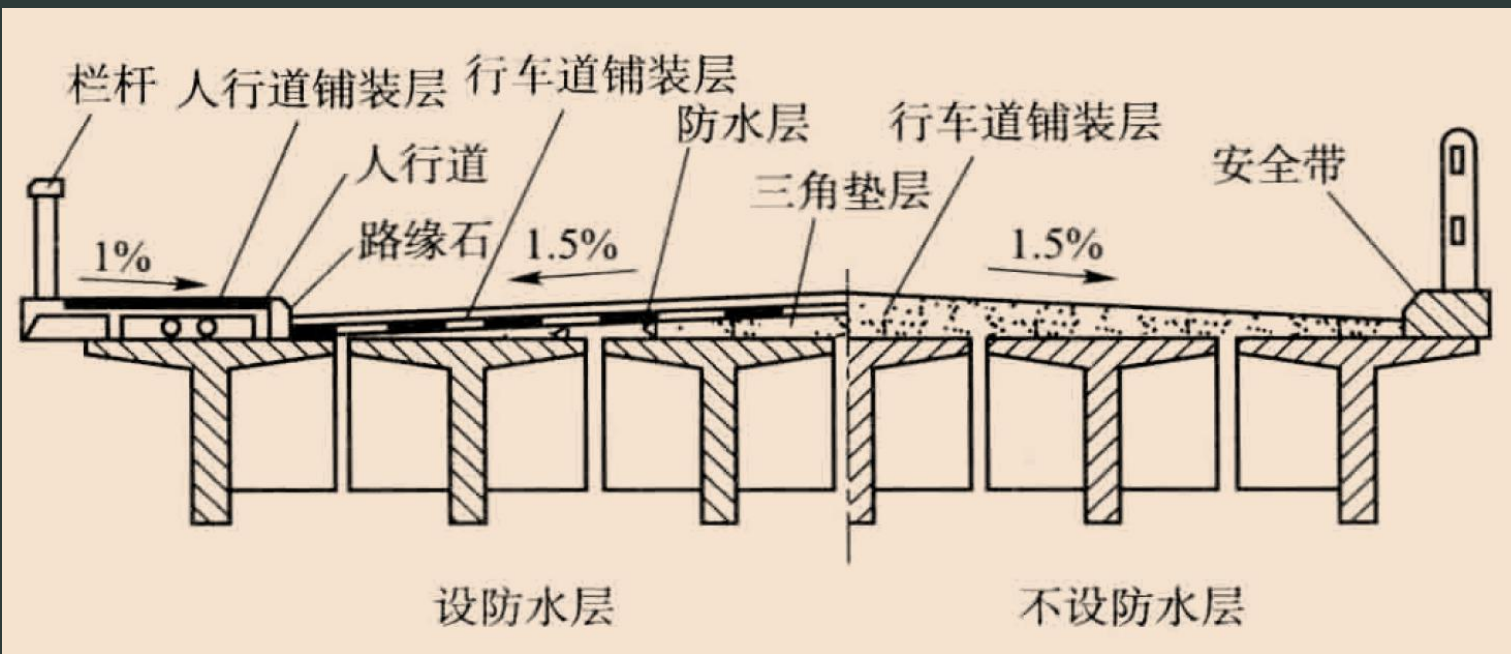 栏杆
人行道铺装层
行车道铺装层
防水层
行车道铺装层
人行道
三角垫层
安全带
路缘石
1%
1.5%
1.5%
设防水层
不设防水层